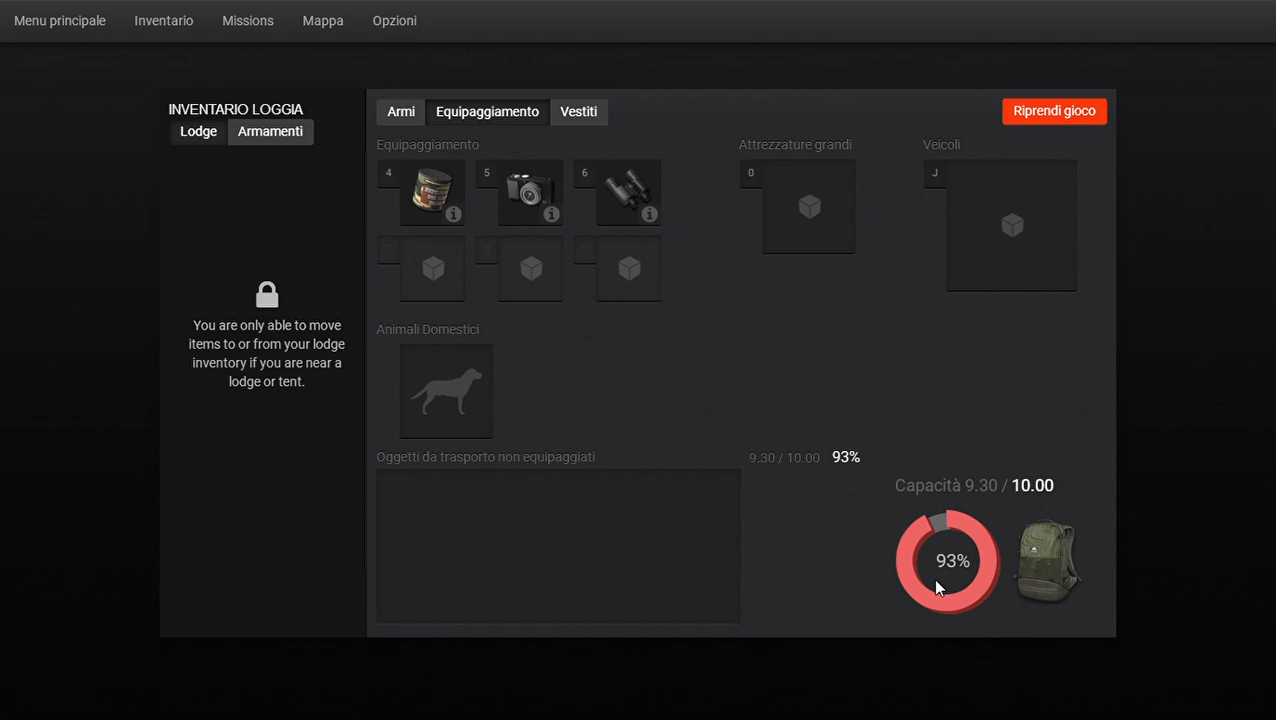 Menu principale Inventario Missions Mappa Opzioni
INVENTARIO LOGGIA
Lodge Armamenti
You are only able to move
items to or from your lodge
inventory if you are near a
lodge or tent.
Armi Equipaggiamento Vestiti
Riprendi gioco
Equipaggiamento Attrezzature grandi Veicoli
4 5 6 0 J
Animali Domestici
Oggetti da trasporto non equipaggiati 9.30 / 10.00 93%
Capacità 9.30 / 10.00
93%